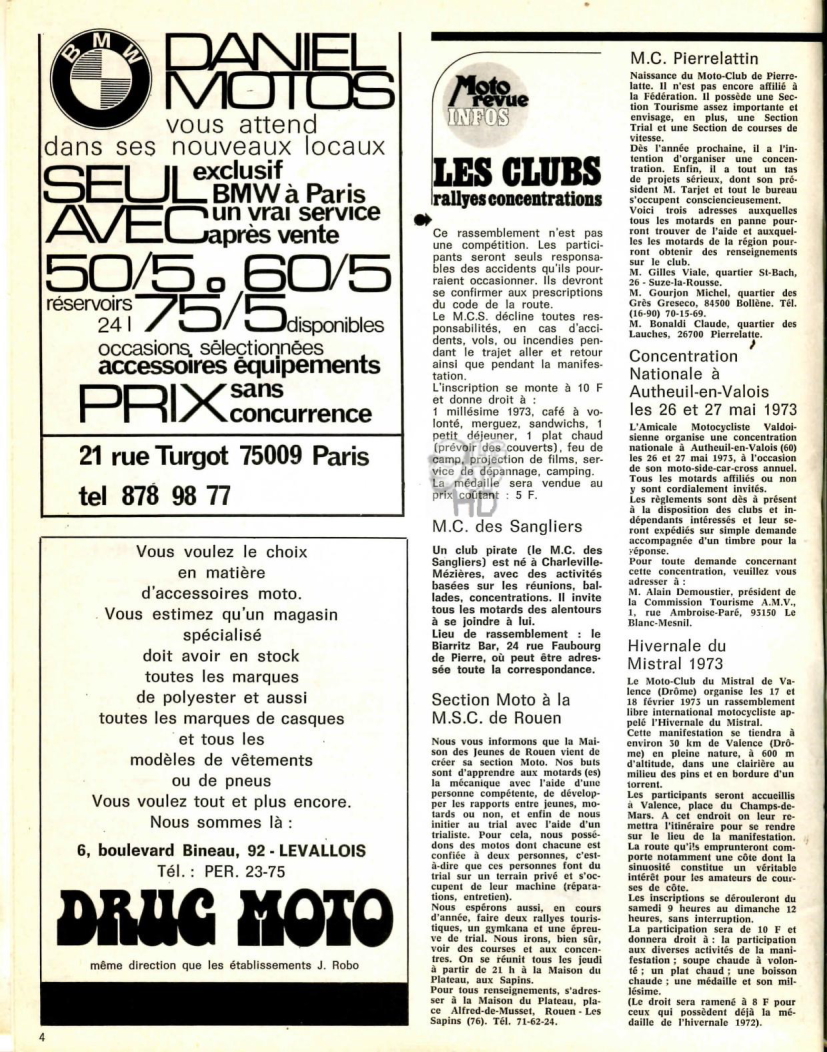 BMW
DANIEL
MOTOS
vous attend
dans ses nouveaux locaux
SEUL exclusif
BMW à Paris
AVEC un vrai service
après vente
50/5 o 60/5
réservoirs
24 l 75/5 disponibles
occasions sélectionnées
accessoires équipements
PRIX sans
concurrence
21 rue Turgot 75009 Paris
tel 878 98 77
Vous voulez le choix
en matière
d'accessoires moto.
Vous estimez qu'un magasin
spécialisé
doit avoir en stock
toutes les marques
de polyester et aussi
toutes les marques de casques
et tous les
modèles de vêtements
ou de pneus
Vous voulez tout et plus encore.
Nous sommes là :
6, boulevard Bineau, 92 - LEVALLOIS
Tél. : PER. 23-75
DRUG MOTO
même direction que les établissements J. Robo
4
Moto
revue
INFOS
LES CLUBS
rallyes concentrations
Ce rassemblement n'est pas
une compétition. Les partici-
pants seront seuls responsa-
bles des accidents qu'ils pour-
raient occasionner. Ils devront
se confirmer aux prescriptions
du code de la route.
Le M.C.S. décline toutes res-
ponsabilités, en cas d'acci-
dents, vols, ou incendies pen-
dant le trajet aller et retour
ainsi que pendant la manifes-
tation.
L'inscription se monte à 10 F
et donne droit à :
1 millésime 1973, café à vo-
lonté, merguez, sandwichs, 1
petit déjeuner, 1 plat chaud
(prévoir des couverts), feu de
camp, projection de films, ser-
vice de dépannage, camping.
La médaille sera vendue au
prix coûtant : 5 F.
M.C. des Sangliers
Un club pirate (le M.C. des
Sangliers) est né à Charleville-
Mézières, avec des activités
basées sur les réunions, bal-
lades, concentrations. Il invite
tous les motards des alentours
à se joindre à lui.
Lieu de rassemblement : le
Biarritz Bar, 24 rue Faubourg
de Pierre, où peut être adres-
sée toute la correspondance.
Section Moto à la
M.S.C. de Rouen
Nous vous informons que la Mai-
son des Jeunes de Rouen vient de
créer sa section Moto. Nos buts
sont d'apprendre aux motards (es)
la mécanique avec l'aide d'une
personne compétente, de dévelop-
per les rapports entre jeunes, mo-
tards ou non, et enfin de nous
initier au trial avec l'aide d'un
trialiste. Pour cela, nous possé-
dons des motos dont chacune est
confiée à deux personnes, c'est-
à-dire que ces personnes font du
trial sur un terrain privé et s'oc-
cupent de leur machine (répara-
tions, entretien).
Nous espérons aussi, en cours
d'année, faire deux rallyes touris-
tiques, un gymkana et une épreu-
ve de trial. Nous irons, bien sûr,
voir des courses et aux concen-
tres. On se réunit tous les jeudi
à partir de 21 h à la Maison du
Plateau, aux Sapins.
Pour tous renseignements, s'adres-
ser à la Maison du Plateau, pla-
ce Alfred-de-Musset, Rouen - Les
Sapins (76). Tél. 71-62-24.
M.C. Pierrelattin
Naissance du Moto-Club de Pierre-
latte. Il n'est pas encore affilié à
la Fédération. Il possède une Sec-
tion Tourisme assez importante et
envisage, en plus, une Section
Trial et une Section de courses de
vitesse.
Dès l'année prochaine, il a l'in-
tention d'organiser une concen-
tration. Enfin, il a tout un tas
de projets sérieux, dont son pré-
sident M. Tarjet et tout le bureau
s'occupent consciencieusement.
Voici trois adresses auxquelles
tous les motards en panne pour-
ront trouver de l'aide et auxquel-
les les motards de la région pour-
ront obtenir des renseignements
sur le club.
M. Gilles Viale, quartier St-Bach,
26 - Suze-la-Rousse.
M. Gourjon Michel, quartier des
Grès Greseco, 84500 Bollène. Tél.
(16-90) 70-15-69.
M. Bonaldi Claude, quartier des
Lauches, 26700 Pierrelatte.
Concentration
Nationale à
Autheuil-en-Valois
les 26 et 27 mai 1973
L'Amicale Motocycliste Valdoi-
sienne organise une concentration
nationale à Autheuil-en-Valois (60)
les 26 et 27 mai 1973, à l'occasion
de son moto-side-car-cross annuel.
Tous les motards affiliés ou non
y sont cordialement invités.
Les règlements sont dès à présent
à la disposition des clubs et in-
dépendants intéressés et leur se-
ront expédiés sur simple demande
accompagnée d'un timbre pour la
réponse.
Pour toute demande concernant
cette concentration, veuillez vous
adresser à :
M. Alain Demoustier, président de
la Commission Tourisme A.M.V.,
1, rue Ambroise-Paré, 93150 Le
Blanc-Mesnil.
Hivernale du
Mistral 1973
Le Moto-Club du Mistral de Va-
lence (Drôme) organise les 17 et
18 février 1973 un rassemblement
libre international motocycliste ap-
pelé l'Hivernale du Mistral.
Cette manifestation se tiendra à
environ 30 km de Valence (Drô-
me) en pleine nature, à 600 m
d'altitude, dans une clairière au
milieu des pins et en bordure d'un
torrent.
Les participants seront accueillis
à Valence, place du Champs-de-
Mars. A cet endroit on leur re-
mettra l'itinéraire pour se rendre
sur le lieu de la manifestation.
La route qu'ils emprunteront com-
porte notamment une côte dont la
sinuosité constitue un véritable
intérêt pour les amateurs de cour-
ses de côte.
Les inscriptions se dérouleront du
samedi 9 heures au dimanche 12
heures, sans interruption.
La participation sera de 10 F et
donnera droit à : la participation
aux diverses activités de la mani-
festation ; soupe chaude à volon-
té ; un plat chaud ; une boisson
chaude ; une médaille et son mil-
lésime.
(Le droit sera ramené à 8 F pour
ceux qui possèdent déjà la mé-
daille de l'hivernale 1972).